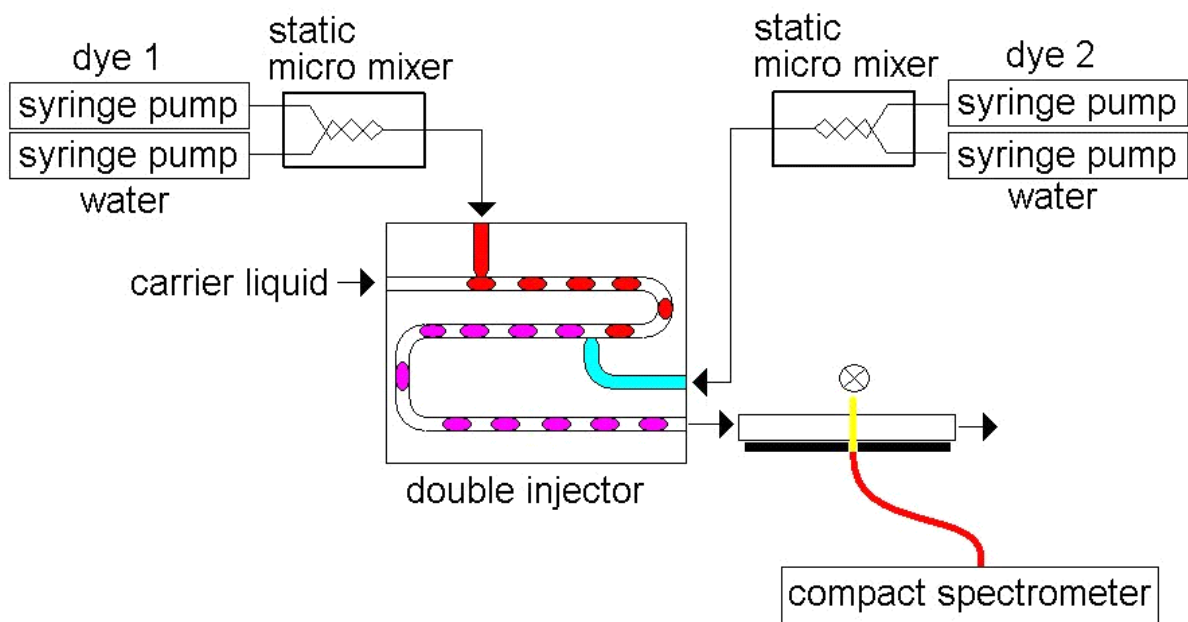 static
micro mixer
dye 1
syringe pump
syringe pump
water
static
micro mixer
dye 2
syringe pump
syringe pump
water
carrier liquid
double injector
compact spectrometer